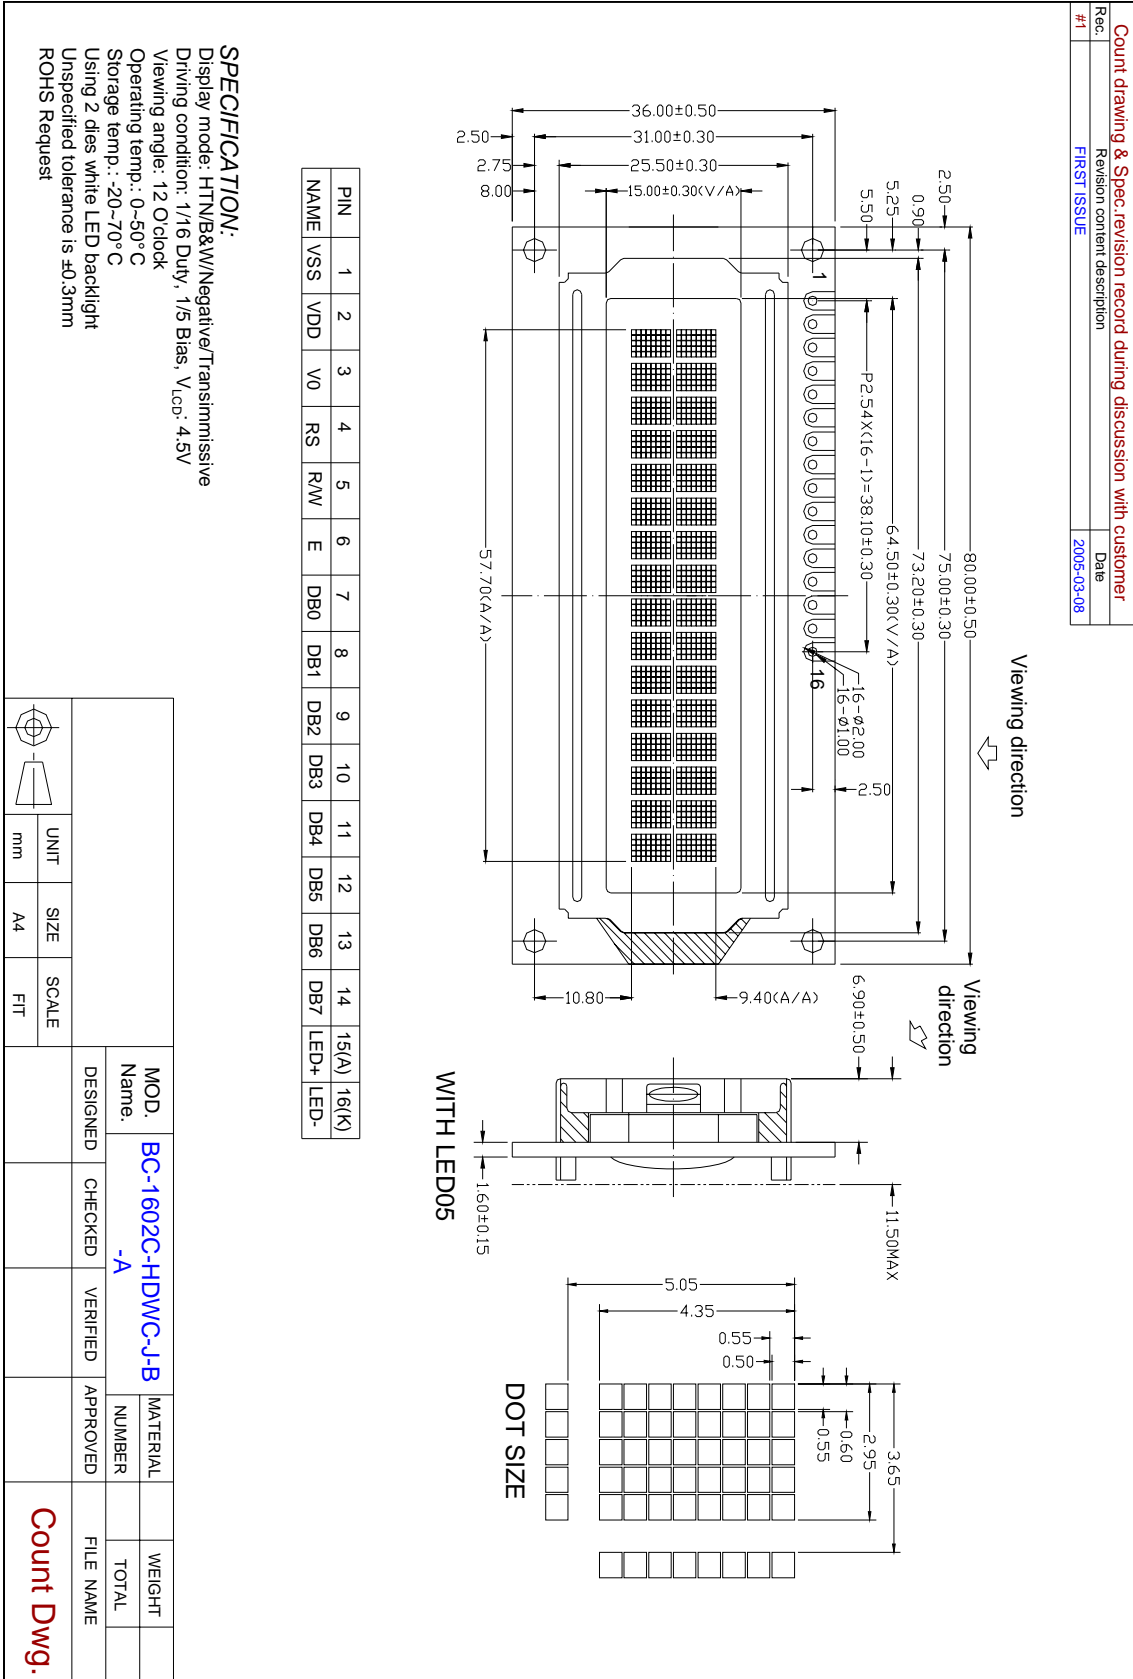 Count drawing & Spec.revision record during discussion with customer
Rec. Revision content description Date
#1 FIRST ISSUE 2005-03-08
Viewing direction
80.00±0.50
75.00±0.30
73.20±0.30
64.50±0.30(V/A)
P2.54X(16-1)=38.10±0.30
2.50
0.90
5.25
5.50
1
16
16-Ø2.00
16-Ø1.00
2.50
36.00±0.50
31.00±0.30
25.50±0.30
15.00±0.30(V/A)
2.50
2.75
8.00
57.70(A/A)
10.80
9.40(A/A)
Viewing
direction
6.90±0.50
11.50MAX
1.60±0.15
WITH LED05
5.05
4.35
0.55
0.50
3.65
2.95
0.60
0.55
DOT SIZE
PIN 1 2 3 4 5 6 7 8 9 10 11 12 13 14 15(A) 16(K)
NAME VSS VDD V0 RS R/W E DB0 DB1 DB2 DB3 DB4 DB5 DB6 DB7 LED+ LED-
SPECIFICATION:
Display mode: HTN/B&W/Negative/Transimmissive
Driving condition: 1/16 Duty, 1/5 Bias, VLCD: 4.5V
Viewing angle: 12 O'clock
Operating temp.: 0~50°C
Storage temp.: -20~70°C
Using 2 dies white LED backlight
Unspecified tolerance is ±0.3mm
ROHS Request
UNIT SIZE SCALE
mm A4 FIT
MOD. Name. BC-1602C-HDWC-J-B
-A
MATERIAL WEIGHT
NUMBER TOTAL
DESIGNED CHECKED VERIFIED APPROVED FILE NAME
Count Dwg.